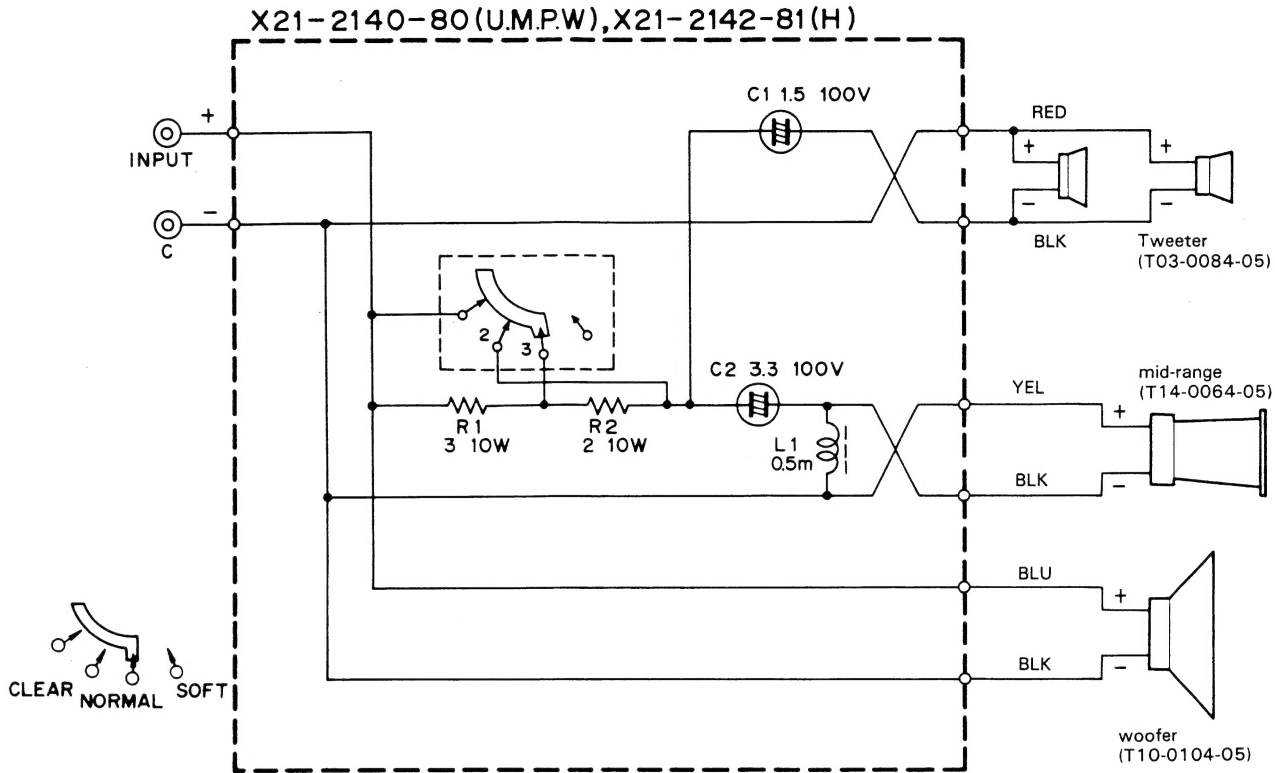 X21-2140-80(U.M.P.W),X21-2142-81(H)
C1 1.5 100V
+
INPUT
−
C
RED
+
−
+
−
BLK
Tweeter
(T03-0084-05)
2
3
C2 3.3 100V
R1
3 10W
R2
2 10W
L1
0.5m
YEL
mid-range
(T14-0064-05)
+
−
BLK
BLU
+
−
BLK
woofer
(T10-0104-05)
CLEAR
NORMAL
SOFT